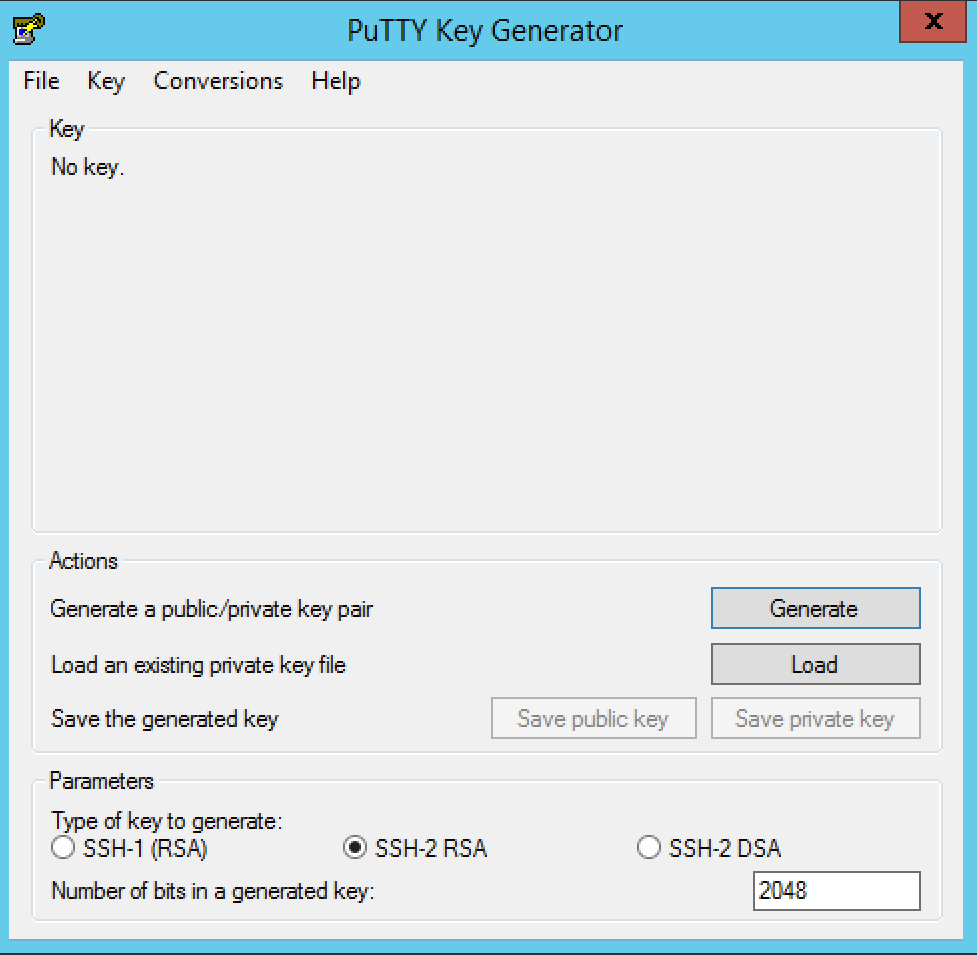 PuTTY Key Generator x
File Key Conversions Help
Key
No key.
Actions
Generate a public/private key pair Generate
Load an existing private key file Load
Save the generated key Save public key Save private key
Parameters
Type of key to generate:
SSH-1 (RSA) SSH-2 RSA SSH-2 DSA
Number of bits in a generated key: 2048